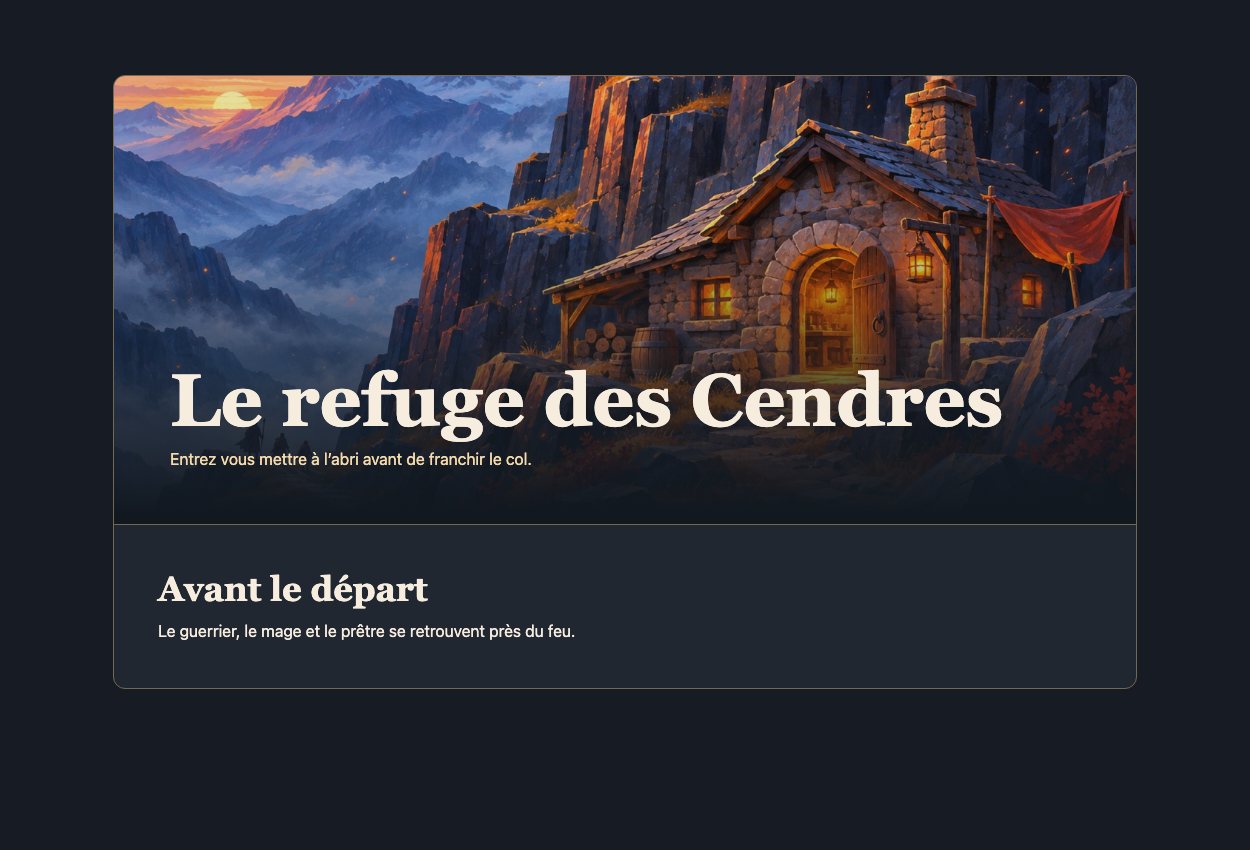 Le refuge des Cendres
Entrez vous mettre à l’abri avant de franchir le col.
Avant le départ
Le guerrier, le mage et le prêtre se retrouvent près du feu.